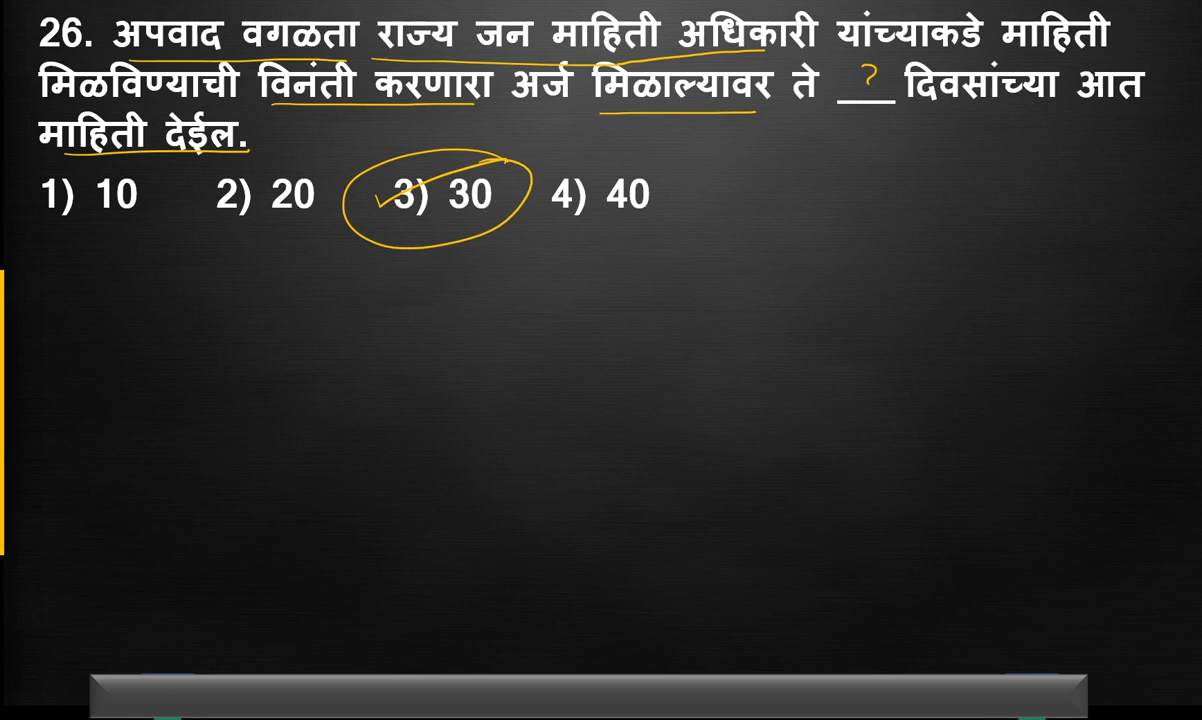 26. अपवाद वगळता राज्य जन माहिती अधिकारी यांच्याकडे माहिती
मिळविण्याची विनंती करणारा अर्ज मिळाल्यावर ते ___ ? दिवसांच्या आत
माहिती देईल.
1) 10 2) 20 3) 30 4) 40